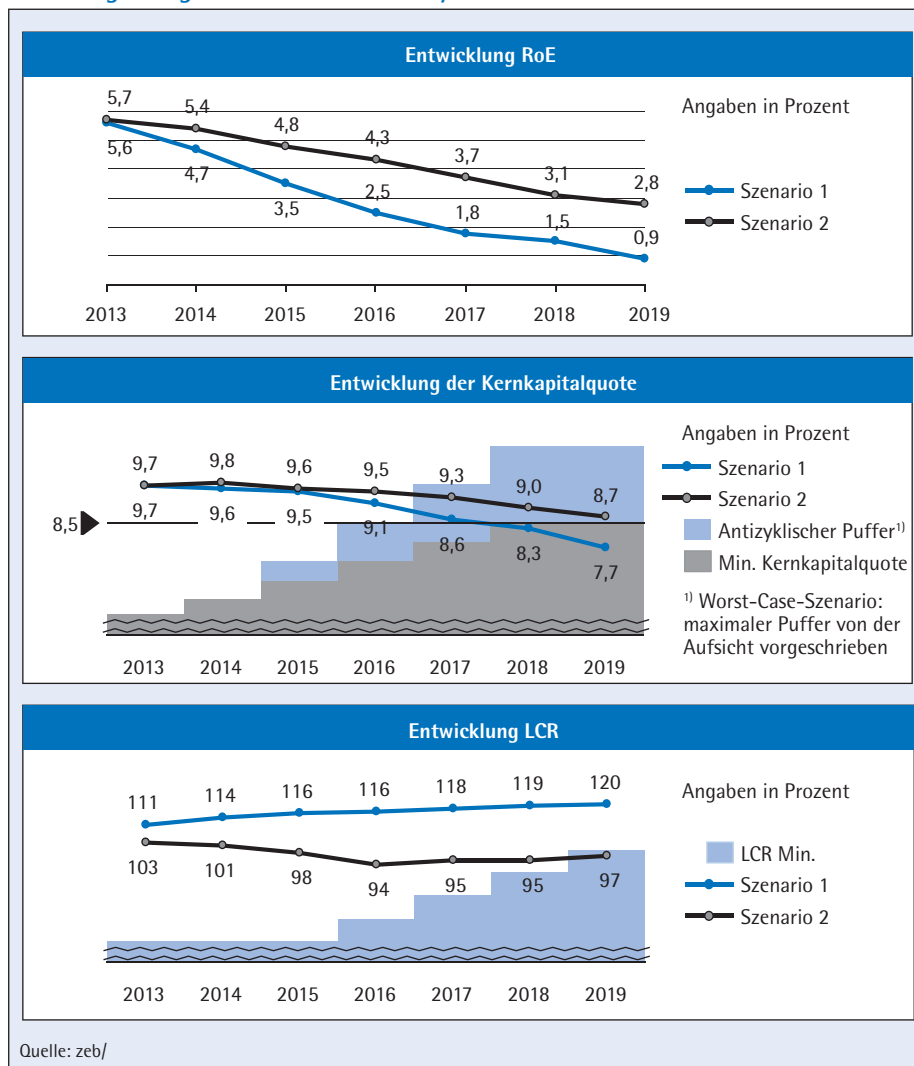 Entwicklung RoE
Angaben in Prozent
5,7
5,4
4,8
4,3
3,7
3,1
2,8
5,6
4,7
3,5
2,5
1,8
1,5
0,9
Szenario 1
Szenario 2
2013 2014 2015 2016 2017 2018 2019
Entwicklung der Kernkapitalquote
Angaben in Prozent
9,7 9,8 9,6 9,5 9,3 9,0 8,7
9,7 9,6 9,5 9,1 8,6 8,3 7,7
8,5
Szenario 1
Szenario 2
Antizyklischer Puffer1)
Min. Kernkapitalquote
1) Worst-Case-Szenario:
maximaler Puffer von der
Aufsicht vorgeschrieben
2013 2014 2015 2016 2017 2018 2019
Entwicklung LCR
Angaben in Prozent
111 114 116 116 118 119 120
103 101 98 94 95 95 97
LCR Min.
Szenario 1
Szenario 2
2013 2014 2015 2016 2017 2018 2019
Quelle: zeb/